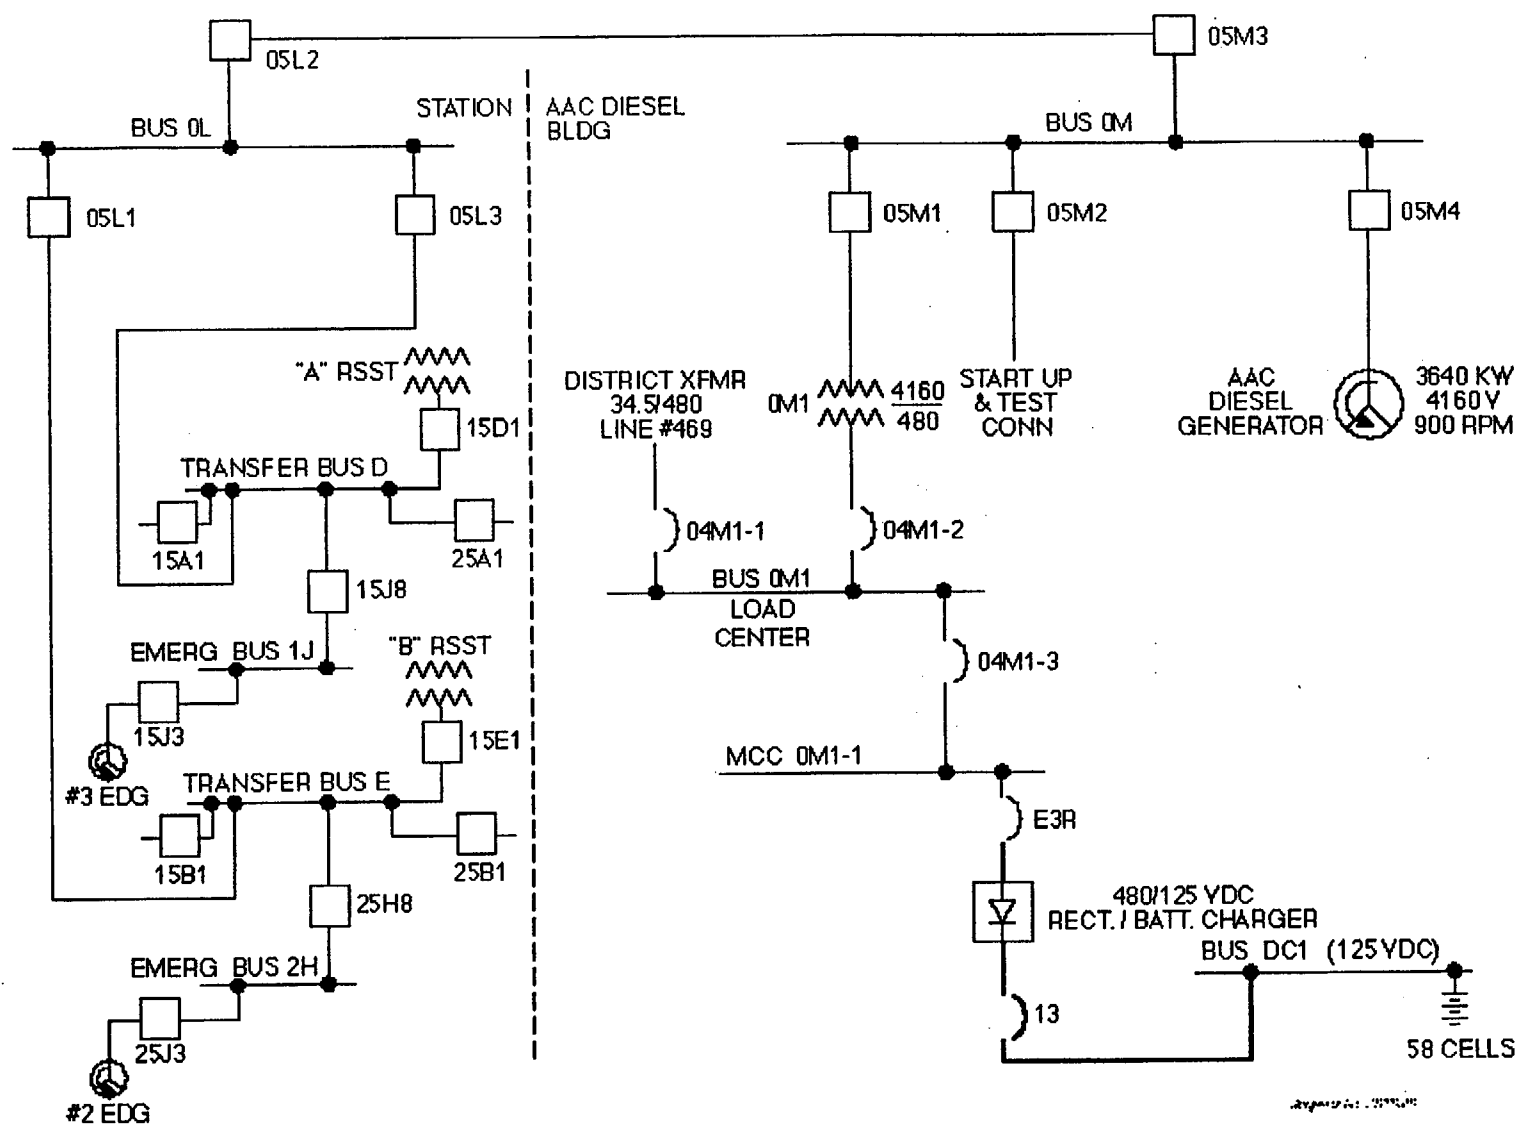 05L2
05M3
STATION
AAC DIESEL
BLDG
BUS 0L
BUS 0M
05L1
05L3
05M1
05M2
05M4
"A" RSST
DISTRICT XFMR
34.5/480
LINE #469
0M1
4160
480
START UP
& TEST
CONN
AAC
DIESEL
GENERATOR
3640 KW
4160 V
900 RPM
15D1
TRANSFER BUS D
15A1
25A1
04M1-1
04M1-2
BUS 0M1
LOAD
CENTER
15J8
EMERG BUS 1J
"B" RSST
04M1-3
15J3
#3 EDG
15E1
MCC 0M1-1
TRANSFER BUS E
15B1
25B1
E3R
25H8
480/125 VDC
RECT. / BATT. CHARGER
BUS DC1 (125VDC)
EMERG BUS 2H
25J3
#2 EDG
13
58 CELLS